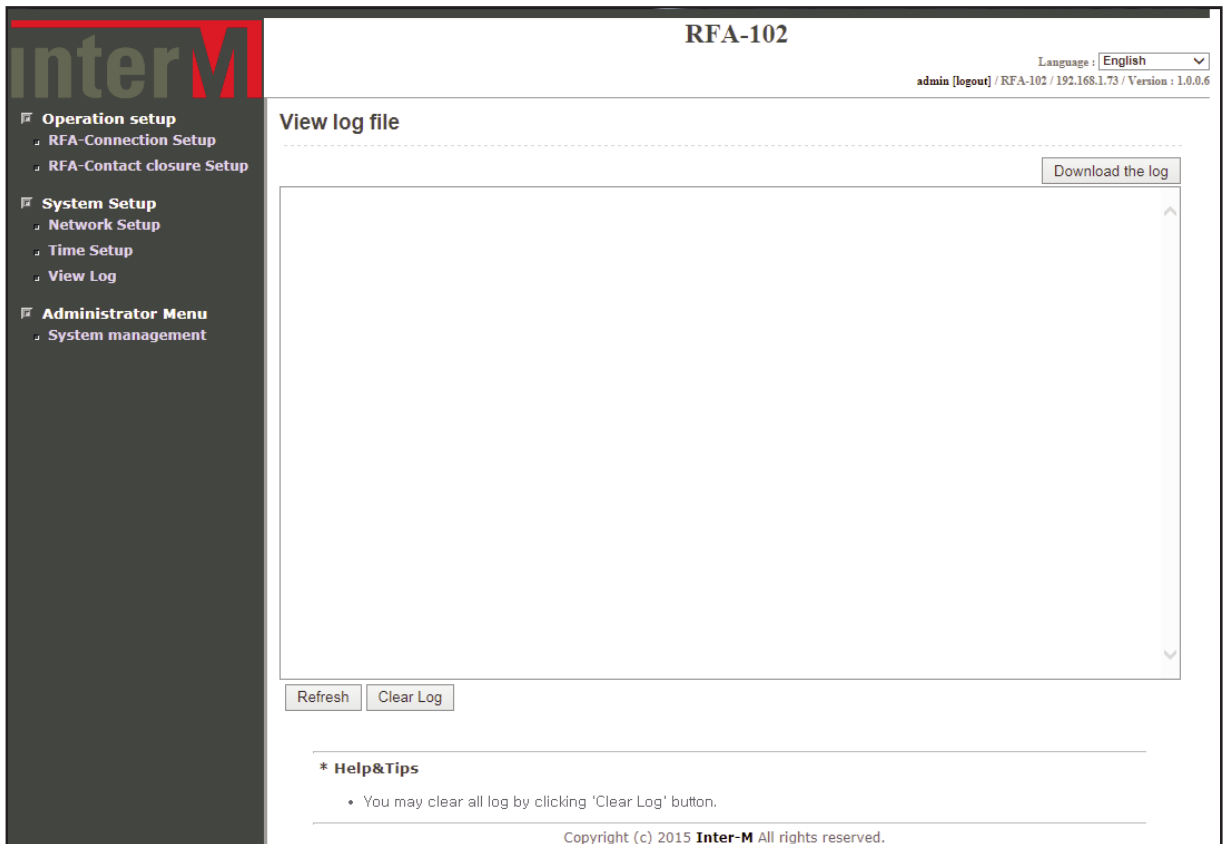 inter M
RFA-102
Language : English
admin [logout] / RFA-102 / 192.168.1.73 / Version : 1.0.0.6
Operation setup
RFA-Connection Setup
RFA-Contact closure Setup
System Setup
Network Setup
Time Setup
View Log
Administrator Menu
System management
View log file
Download the log
Refresh
Clear Log
* Help&Tips
• You may clear all log by clicking 'Clear Log' button.
Copyright (c) 2015 Inter-M All rights reserved.